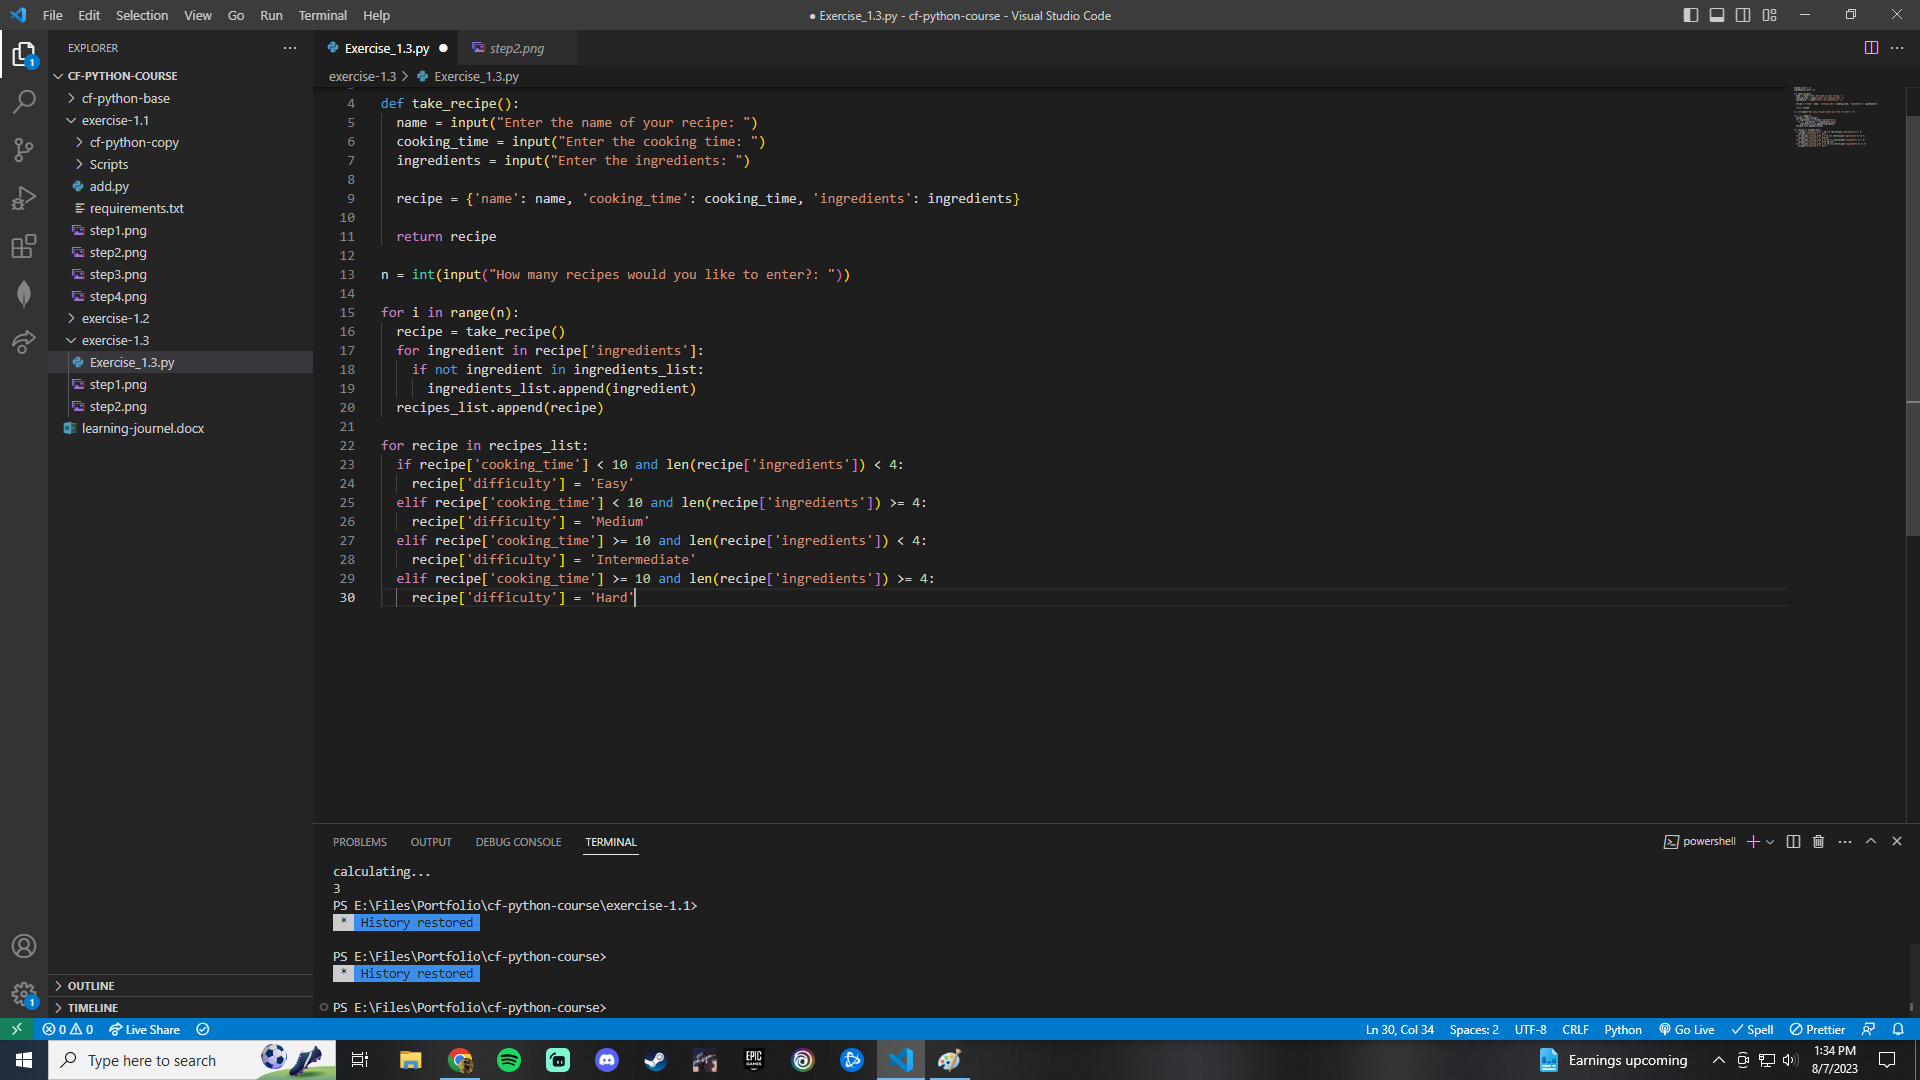 File Edit Selection View Go Run Terminal Help
● Exercise_1.3.py - cf-python-course - Visual Studio Code
EXPLORER
CF-PYTHON-COURSE
cf-python-base
exercise-1.1
cf-python-copy
Scripts
add.py
requirements.txt
step1.png
step2.png
step3.png
step4.png
exercise-1.2
exercise-1.3
Exercise_1.3.py
step1.png
step2.png
learning-journel.docx
OUTLINE
TIMELINE
Exercise_1.3.py ● step2.png
exercise-1.3 > Exercise_1.3.py
4 def take_recipe():
5 name = input("Enter the name of your recipe: ")
6 cooking_time = input("Enter the cooking time: ")
7 ingredients = input("Enter the ingredients: ")
8
9 recipe = {'name': name, 'cooking_time': cooking_time, 'ingredients': ingredients}
10
11 return recipe
12
13 n = int(input("How many recipes would you like to enter?: "))
14
15 for i in range(n):
16 recipe = take_recipe()
17 for ingredient in recipe['ingredients']:
18 if not ingredient in ingredients_list:
19 ingredients_list.append(ingredient)
20 recipes_list.append(recipe)
21
22 for recipe in recipes_list:
23 if recipe['cooking_time'] < 10 and len(recipe['ingredients']) < 4:
24 recipe['difficulty'] = 'Easy'
25 elif recipe['cooking_time'] < 10 and len(recipe['ingredients']) >= 4:
26 recipe['difficulty'] = 'Medium'
27 elif recipe['cooking_time'] >= 10 and len(recipe['ingredients']) < 4:
28 recipe['difficulty'] = 'Intermediate'
29 elif recipe['cooking_time'] >= 10 and len(recipe['ingredients']) >= 4:
30 recipe['difficulty'] = 'Hard'
PROBLEMS OUTPUT DEBUG CONSOLE TERMINAL
powershell
calculating...
3
PS E:\Files\Portfolio\cf-python-course\exercise-1.1>
* History restored
PS E:\Files\Portfolio\cf-python-course>
* History restored
PS E:\Files\Portfolio\cf-python-course>
0 0 Live Share
Ln 30, Col 34 Spaces: 2 UTF-8 CRLF Python Go Live Spell Prettier
Type here to search
EPIC GAMES
Earnings upcoming
1:34 PM
8/7/2023
1
1